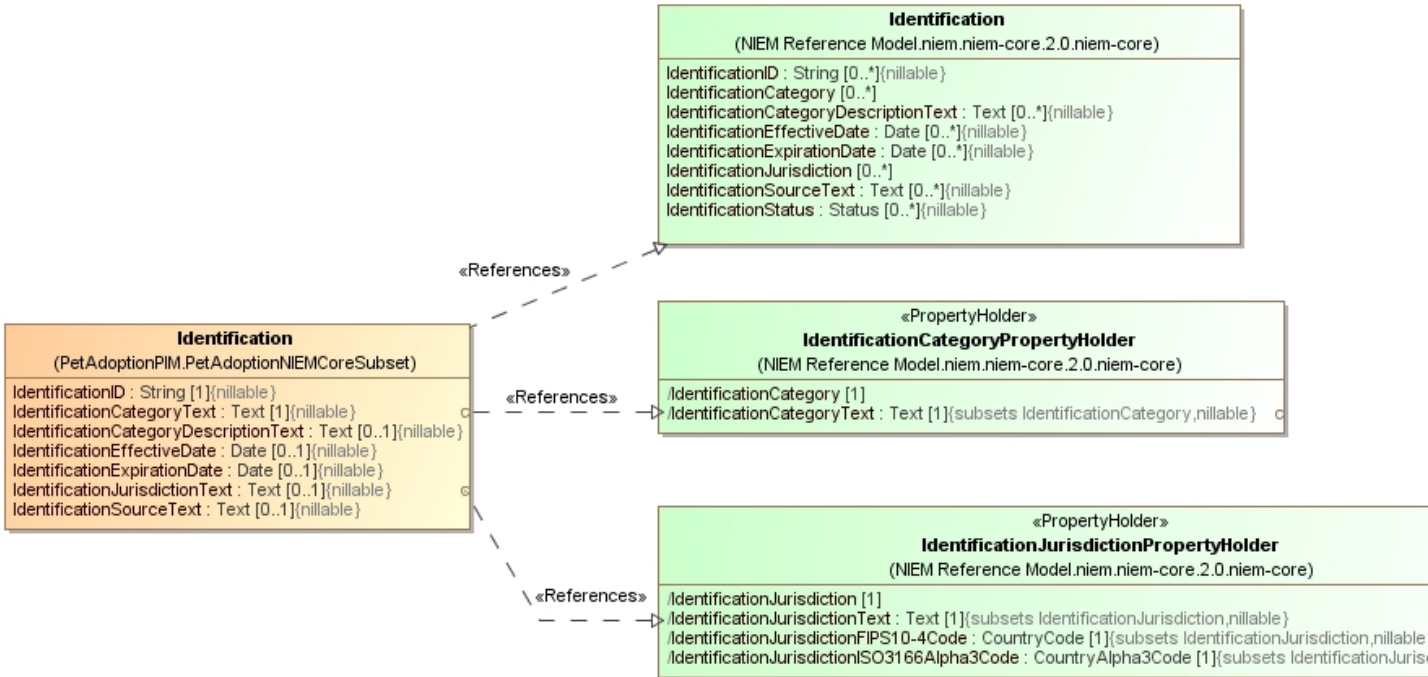 Identification
(NIEM Reference Model.niem.niem-core.2.0.niem-core)
IdentificationID : String [0..*]{nillable}
IdentificationCategory [0..*]
IdentificationCategoryDescriptionText : Text [0..*]{nillable}
IdentificationEffectiveDate : Date [0..*]{nillable}
IdentificationExpirationDate : Date [0..*]{nillable}
IdentificationJurisdiction [0..*]
IdentificationSourceText : Text [0..*]{nillable}
IdentificationStatus : Status [0..*]{nillable}
«References»
Identification
(PetAdoptionPIM.PetAdoptionNIEMCoreSubset)
IdentificationID : String [1]{nillable}
IdentificationCategoryText : Text [1]{nillable}
IdentificationCategoryDescriptionText : Text [0..1]{nillable}
IdentificationEffectiveDate : Date [0..1]{nillable}
IdentificationExpirationDate : Date [0..1]{nillable}
IdentificationJurisdictionText : Text [0..1]{nillable}
IdentificationSourceText : Text [0..1]{nillable}
«References»
«PropertyHolder»
IdentificationCategoryPropertyHolder
(NIEM Reference Model.niem.niem-core.2.0.niem-core)
/IdentificationCategory [1]
/IdentificationCategoryText : Text [1]{subsets IdentificationCategory,nillable}
«References»
«PropertyHolder»
IdentificationJurisdictionPropertyHolder
(NIEM Reference Model.niem.niem-core.2.0.niem-core)
/IdentificationJurisdiction [1]
/IdentificationJurisdictionText : Text [1]{subsets IdentificationJurisdiction,nillable}
/IdentificationJurisdictionFIPS10-4Code : CountryCode [1]{subsets IdentificationJurisdiction,nillable
/IdentificationJurisdictionISO3166Alpha3Code : CountryAlpha3Code [1]{subsets